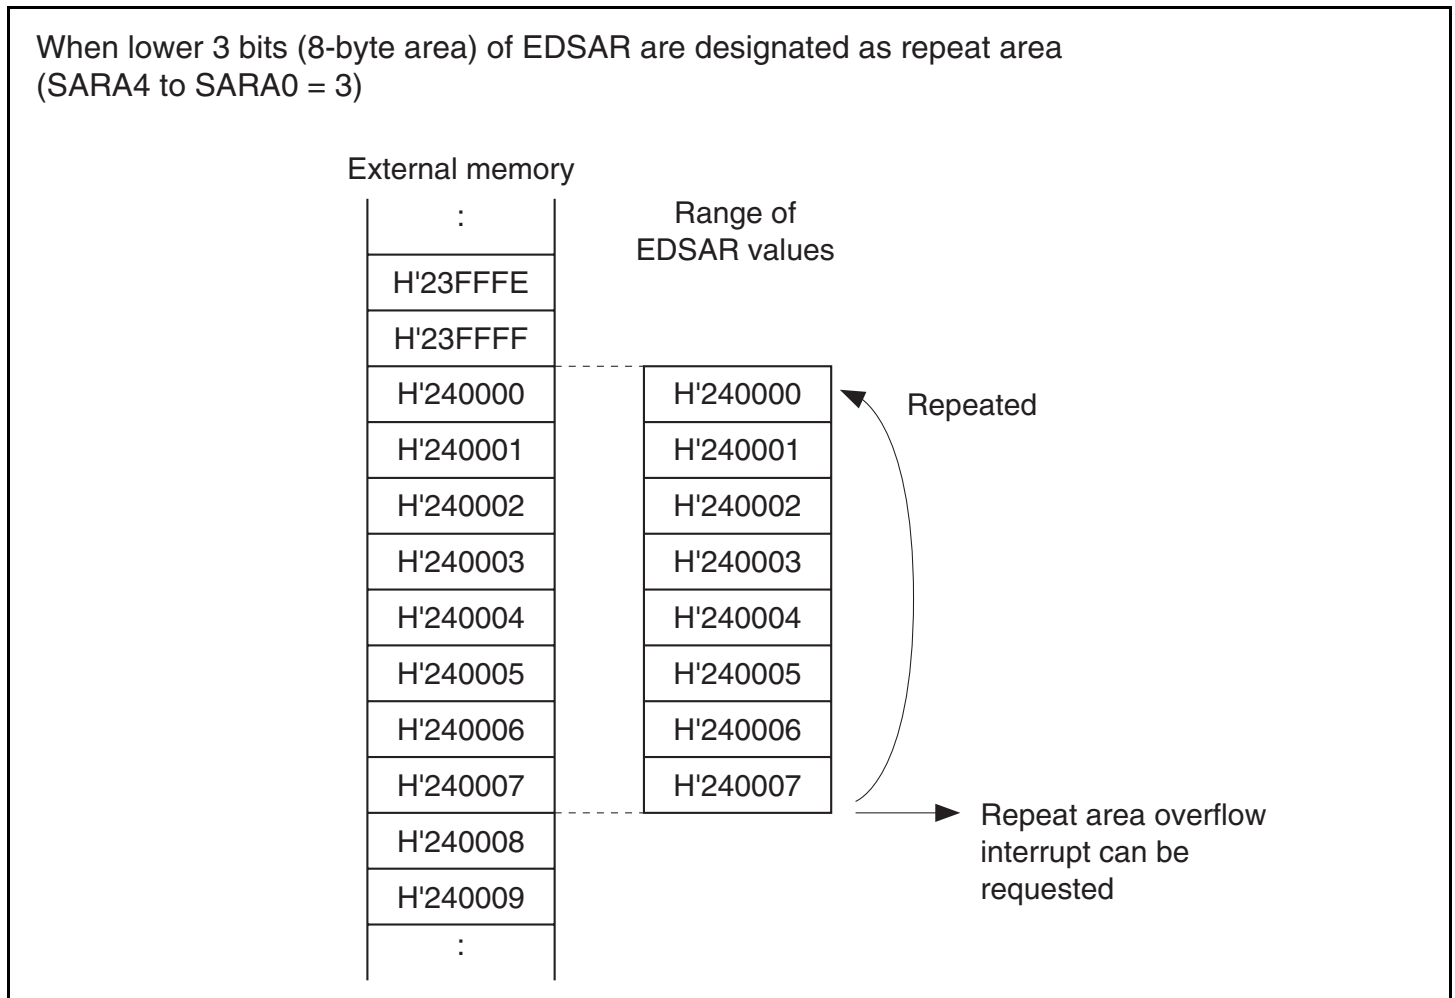 When lower 3 bits (8-byte area) of EDSAR are designated as repeat area
(SARA4 to SARA0 = 3)
External memory
:
H'23FFFE
H'23FFFF
H'240000
H'240001
H'240002
H'240003
H'240004
H'240005
H'240006
H'240007
H'240008
H'240009
:
Range of
EDSAR values
H'240000
H'240001
H'240002
H'240003
H'240004
H'240005
H'240006
H'240007
Repeated
Repeat area overflow
interrupt can be
requested